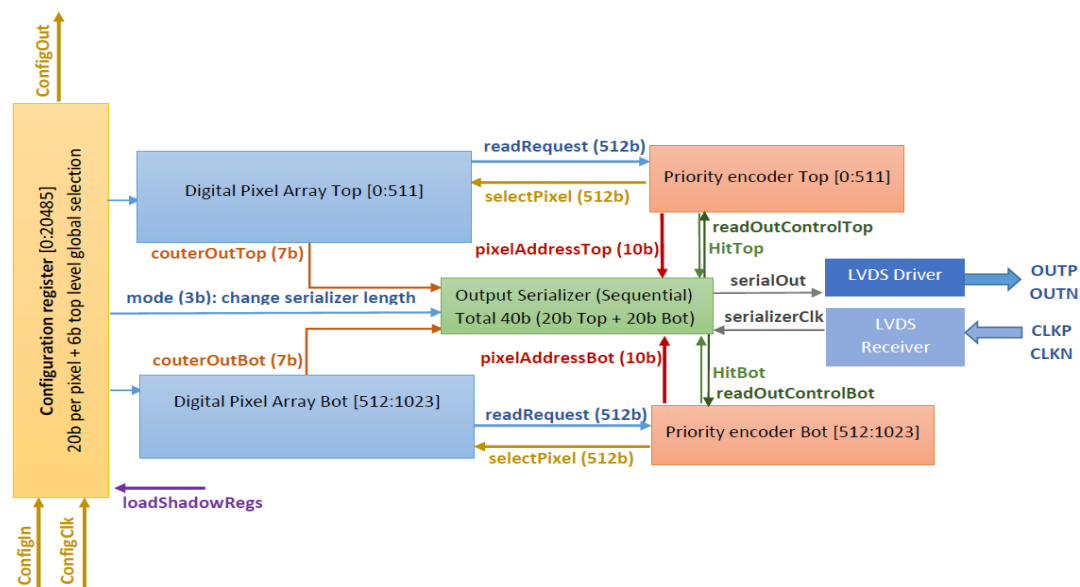 ConfigOut
Configuration register [0:20485]
20b per pixel + 6b top level global selection
Digital Pixel Array Top [0:511]
readRequest (512b)
selectPixel (512b)
Priority encoder Top [0:511]
couterOutTop (7b)
pixelAddressTop (10b)
readOutControlTop
HitTop
mode (3b): change serializer length
Output Serializer (Sequential)
Total 40b (20b Top + 20b Bot)
serialOut
LVDS Driver
OUTP
OUTN
serializerClk
LVDS
Receiver
CLKP
CLKN
couterOutBot (7b)
pixelAddressBot (10b)
HitBot
readOutControlBot
Digital Pixel Array Bot [512:1023]
readRequest (512b)
selectPixel (512b)
Priority encoder Bot [512:1023]
loadShadowRegs
ConfigIn
ConfigClk